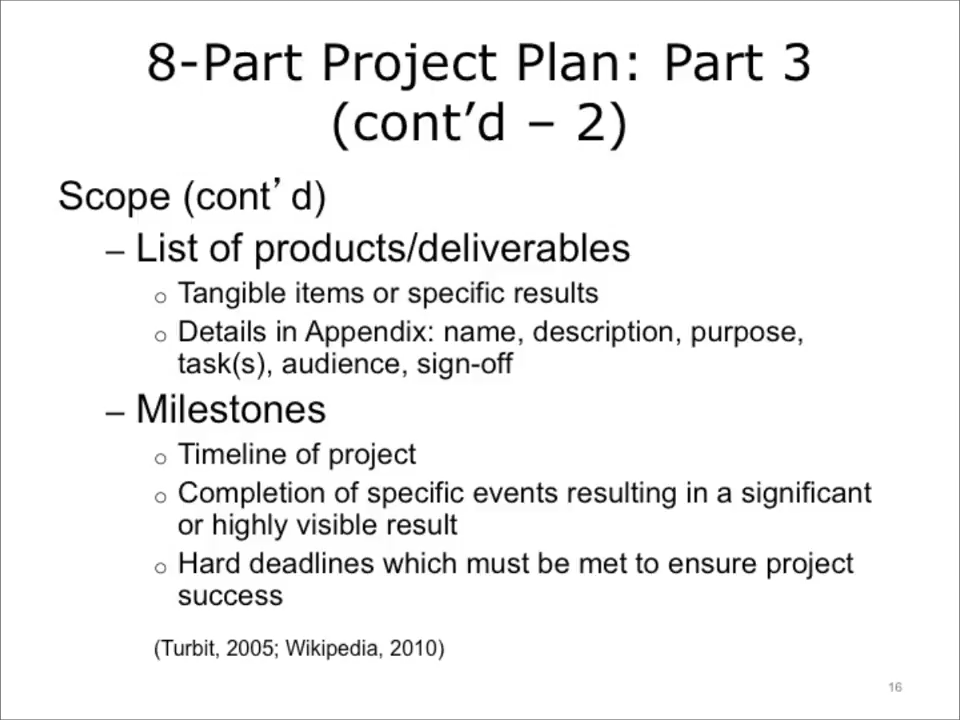 8-Part Project Plan: Part 3
(cont’d – 2)
Scope (cont’d)
– List of products/deliverables
o Tangible items or specific results
o Details in Appendix: name, description, purpose,
task(s), audience, sign-off
– Milestones
o Timeline of project
o Completion of specific events resulting in a significant
or highly visible result
o Hard deadlines which must be met to ensure project
success
(Turbit, 2005; Wikipedia, 2010)
16